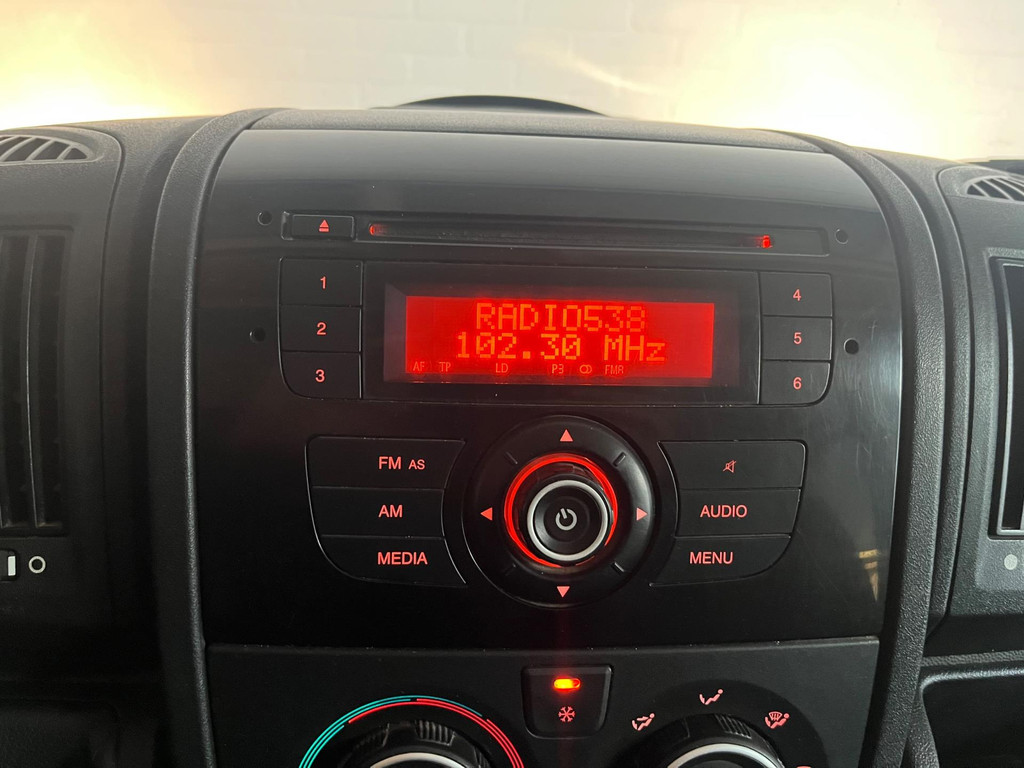 1
2
3
RADIO538
102.30 MHz
AF TP LD P3 CD FMR
4
5
6
FM AS
AM
MEDIA
AUDIO
MENU